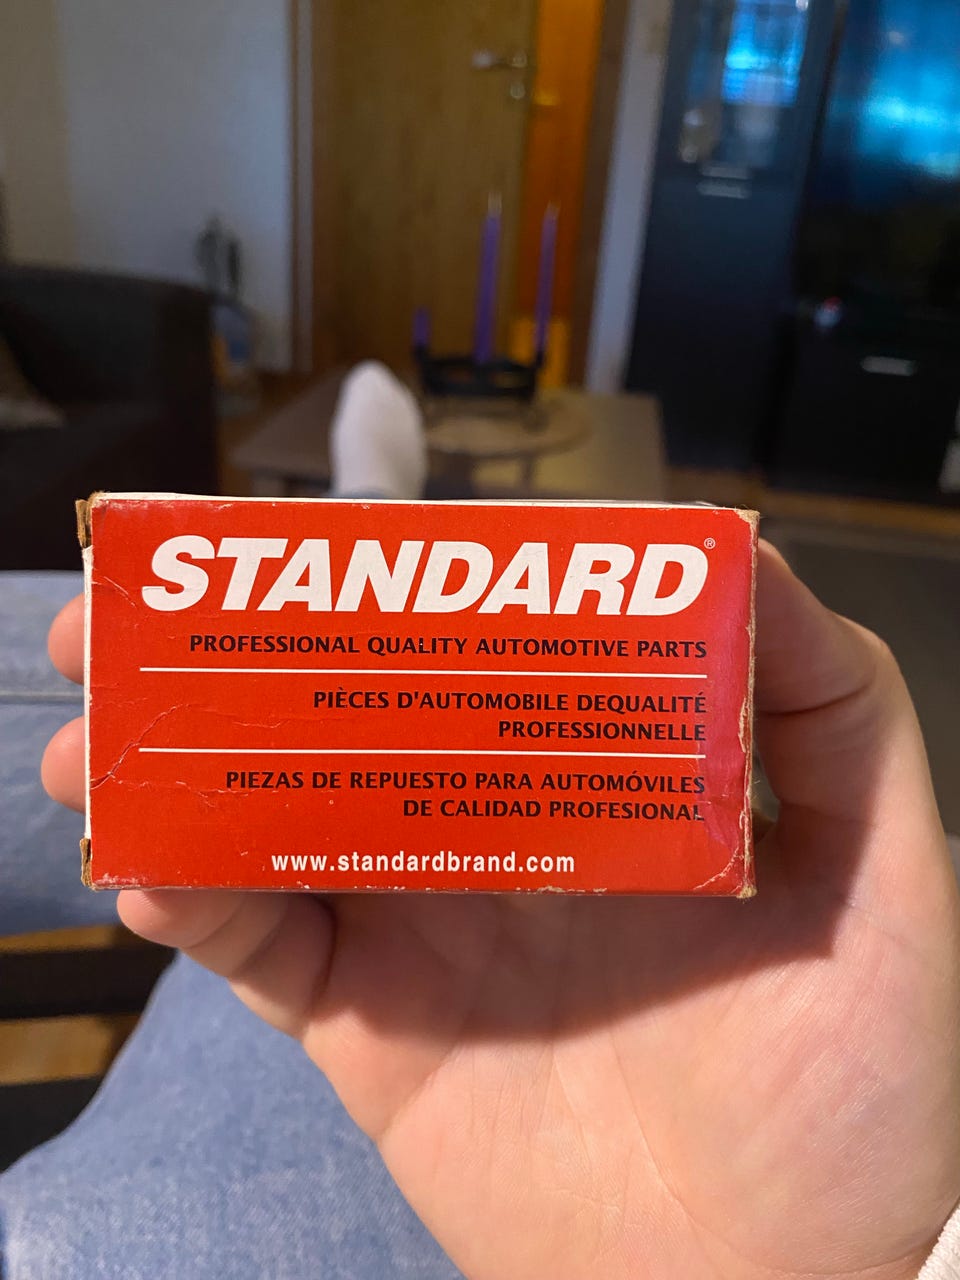 STANDARD®
PROFESSIONAL QUALITY AUTOMOTIVE PARTS
PIÈCES D'AUTOMOBILE DEQUALITÉ
PROFESSIONNELLE
PIEZAS DE REPUESTO PARA AUTOMÓVILES
DE CALIDAD PROFESIONAL
www.standardbrand.com